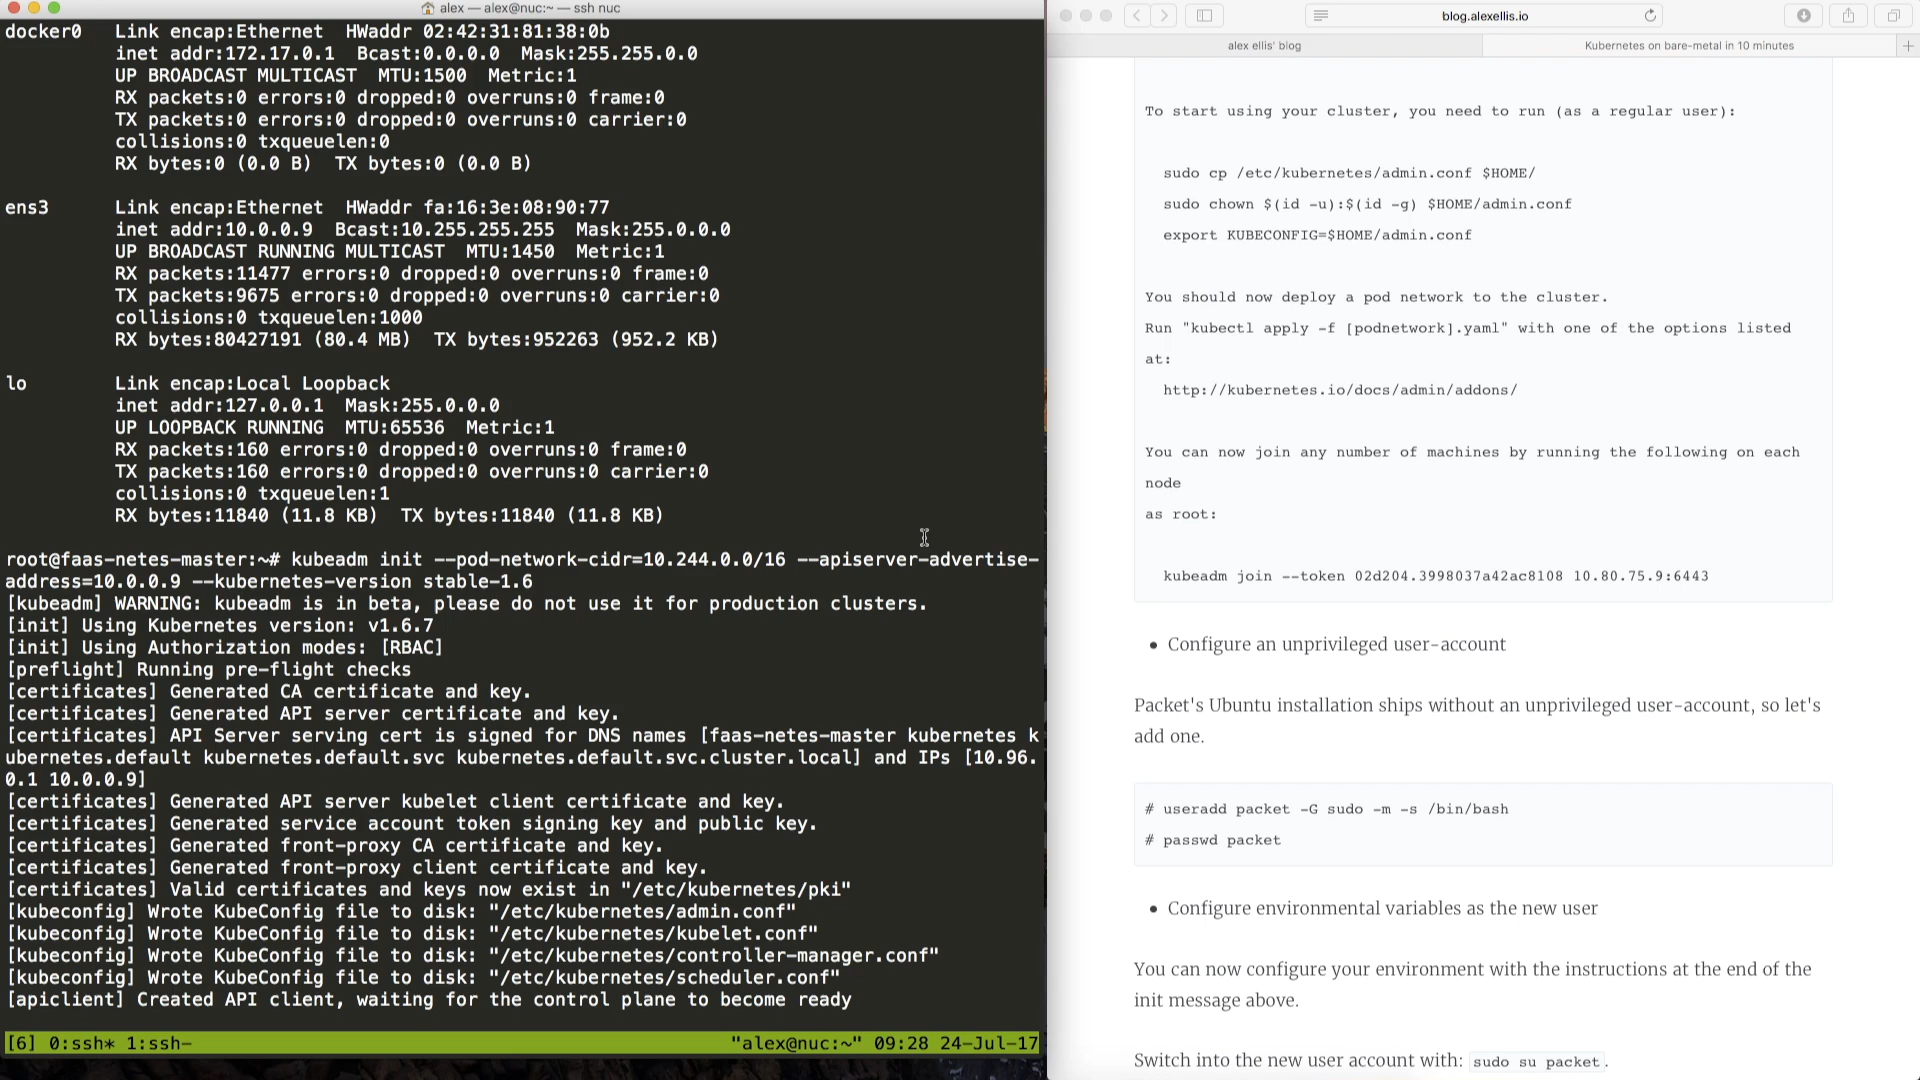 alex — alex@nuc:~ — ssh nuc
docker0   Link encap:Ethernet  HWaddr 02:42:31:81:38:0b
          inet addr:172.17.0.1  Bcast:0.0.0.0  Mask:255.255.0.0
          UP BROADCAST MULTICAST  MTU:1500  Metric:1
          RX packets:0 errors:0 dropped:0 overruns:0 frame:0
          TX packets:0 errors:0 dropped:0 overruns:0 carrier:0
          collisions:0 txqueuelen:0
          RX bytes:0 (0.0 B)  TX bytes:0 (0.0 B)
ens3      Link encap:Ethernet  HWaddr fa:16:3e:08:90:77
          inet addr:10.0.0.9  Bcast:10.255.255.255  Mask:255.0.0.0
          UP BROADCAST RUNNING MULTICAST  MTU:1450  Metric:1
          RX packets:11477 errors:0 dropped:0 overruns:0 frame:0
          TX packets:9675 errors:0 dropped:0 overruns:0 carrier:0
          collisions:0 txqueuelen:1000
          RX bytes:80427191 (80.4 MB)  TX bytes:952263 (952.2 KB)
lo        Link encap:Local Loopback
          inet addr:127.0.0.1  Mask:255.0.0.0
          UP LOOPBACK RUNNING  MTU:65536  Metric:1
          RX packets:160 errors:0 dropped:0 overruns:0 frame:0
          TX packets:160 errors:0 dropped:0 overruns:0 carrier:0
          collisions:0 txqueuelen:1
          RX bytes:11840 (11.8 KB)  TX bytes:11840 (11.8 KB)
root@faas-netes-master:~# kubeadm init --pod-network-cidr=10.244.0.0/16 --apiserver-advertise-
address=10.0.0.9 --kubernetes-version stable-1.6
[kubeadm] WARNING: kubeadm is in beta, please do not use it for production clusters.
[init] Using Kubernetes version: v1.6.7
[init] Using Authorization modes: [RBAC]
[preflight] Running pre-flight checks
[certificates] Generated CA certificate and key.
[certificates] Generated API server certificate and key.
[certificates] API Server serving cert is signed for DNS names [faas-netes-master kubernetes k
ubernetes.default kubernetes.default.svc kubernetes.default.svc.cluster.local] and IPs [10.96.
0.1 10.0.0.9]
[certificates] Generated API server kubelet client certificate and key.
[certificates] Generated service account token signing key and public key.
[certificates] Generated front-proxy CA certificate and key.
[certificates] Generated front-proxy client certificate and key.
[certificates] Valid certificates and keys now exist in "/etc/kubernetes/pki"
[kubeconfig] Wrote KubeConfig file to disk: "/etc/kubernetes/admin.conf"
[kubeconfig] Wrote KubeConfig file to disk: "/etc/kubernetes/kubelet.conf"
[kubeconfig] Wrote KubeConfig file to disk: "/etc/kubernetes/controller-manager.conf"
[kubeconfig] Wrote KubeConfig file to disk: "/etc/kubernetes/scheduler.conf"
[apiclient] Created API client, waiting for the control plane to become ready
[6] 0:ssh* 1:ssh- "alex@nuc:~" 09:28 24-Jul-17
blog.alexellis.io
alex ellis' blog
Kubernetes on bare-metal in 10 minutes
To start using your cluster, you need to run (as a regular user):
sudo cp /etc/kubernetes/admin.conf $HOME/
sudo chown $(id -u):$(id -g) $HOME/admin.conf
export KUBECONFIG=$HOME/admin.conf
You should now deploy a pod network to the cluster.
Run "kubectl apply -f [podnetwork].yaml" with one of the options listed
at:
http://kubernetes.io/docs/admin/addons/
You can now join any number of machines by running the following on each
node
as root:
kubeadm join --token 02d204.3998037a42ac8108 10.80.75.9:6443
• Configure an unprivileged user-account
Packet's Ubuntu installation ships without an unprivileged user-account, so let's
add one.
# useradd packet -G sudo -m -s /bin/bash
# passwd packet
• Configure environmental variables as the new user
You can now configure your environment with the instructions at the end of the
init message above.
Switch into the new user account with: sudo su packet.